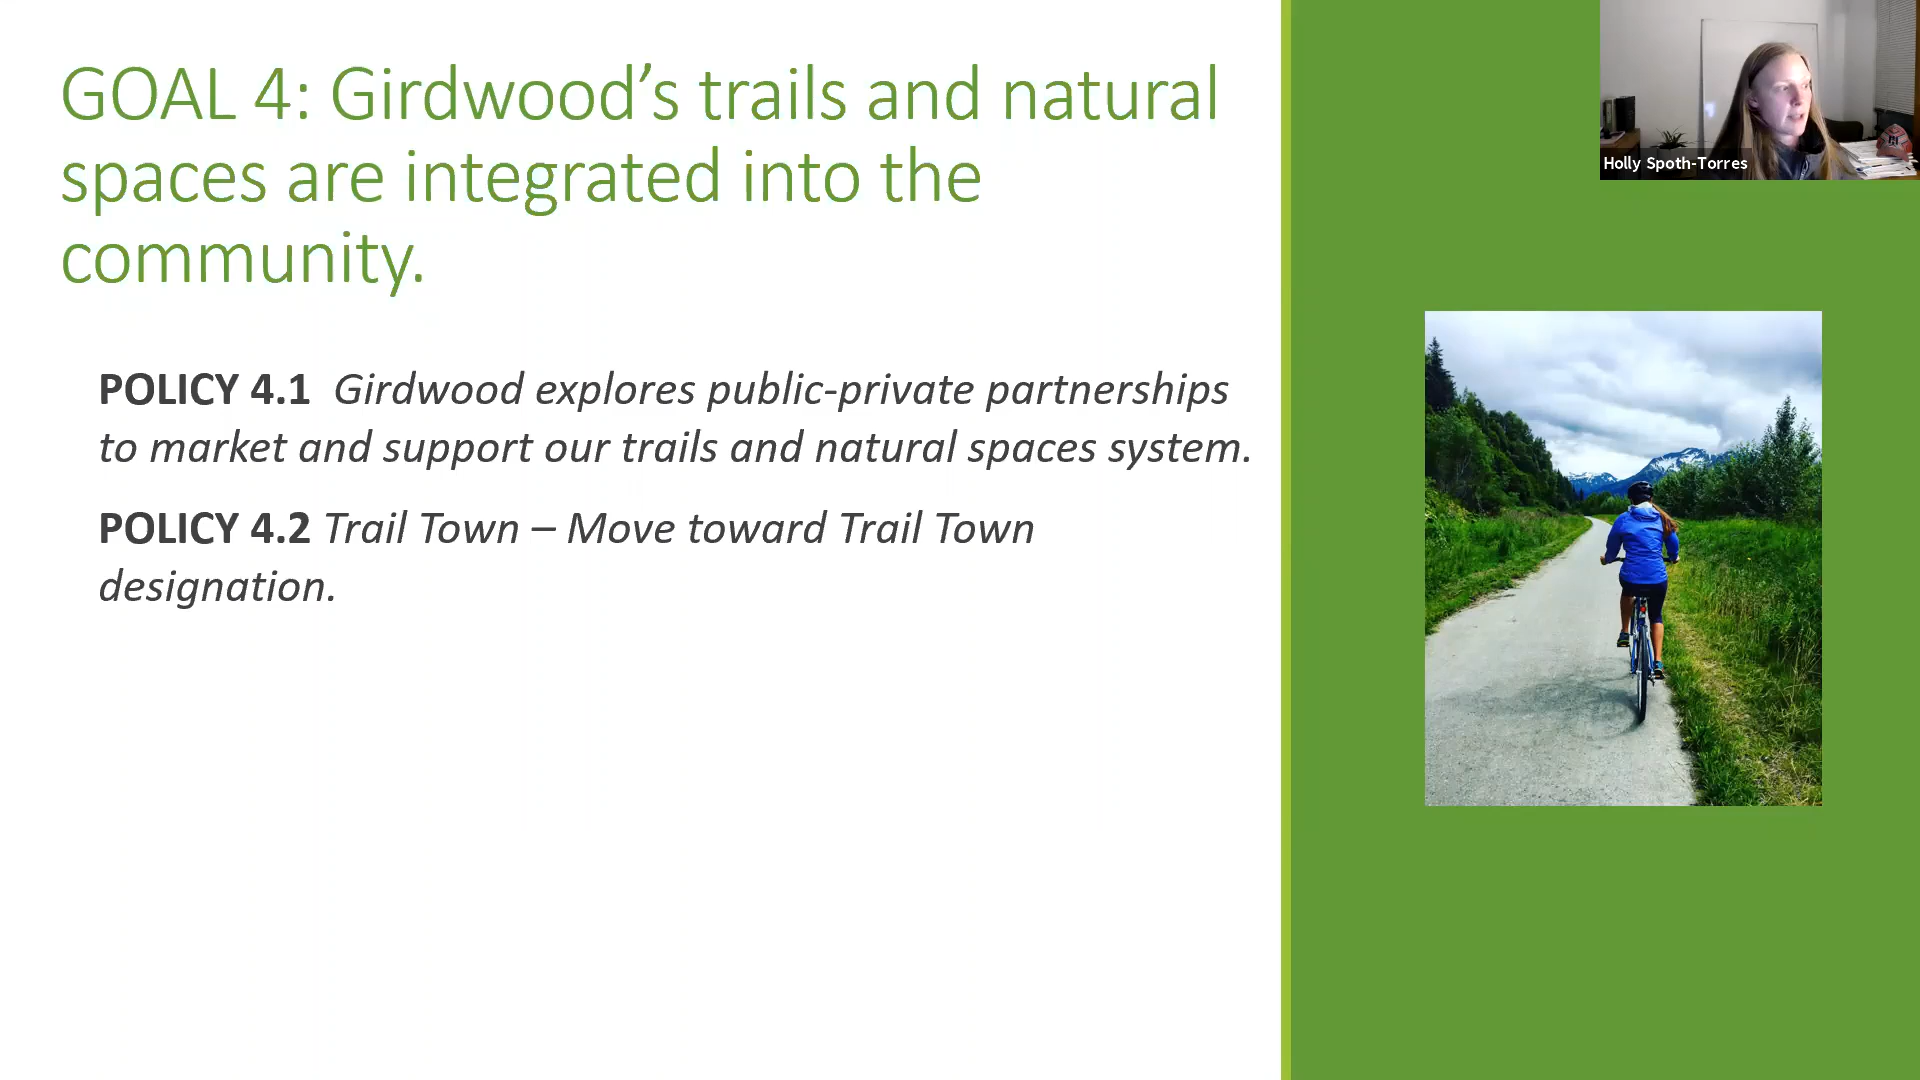 GOAL 4: Girdwood’s trails and natural
spaces are integrated into the
community.
POLICY 4.1  Girdwood explores public-private partnerships
to market and support our trails and natural spaces system.
POLICY 4.2 Trail Town – Move toward Trail Town
designation.
Holly Spoth-Torres